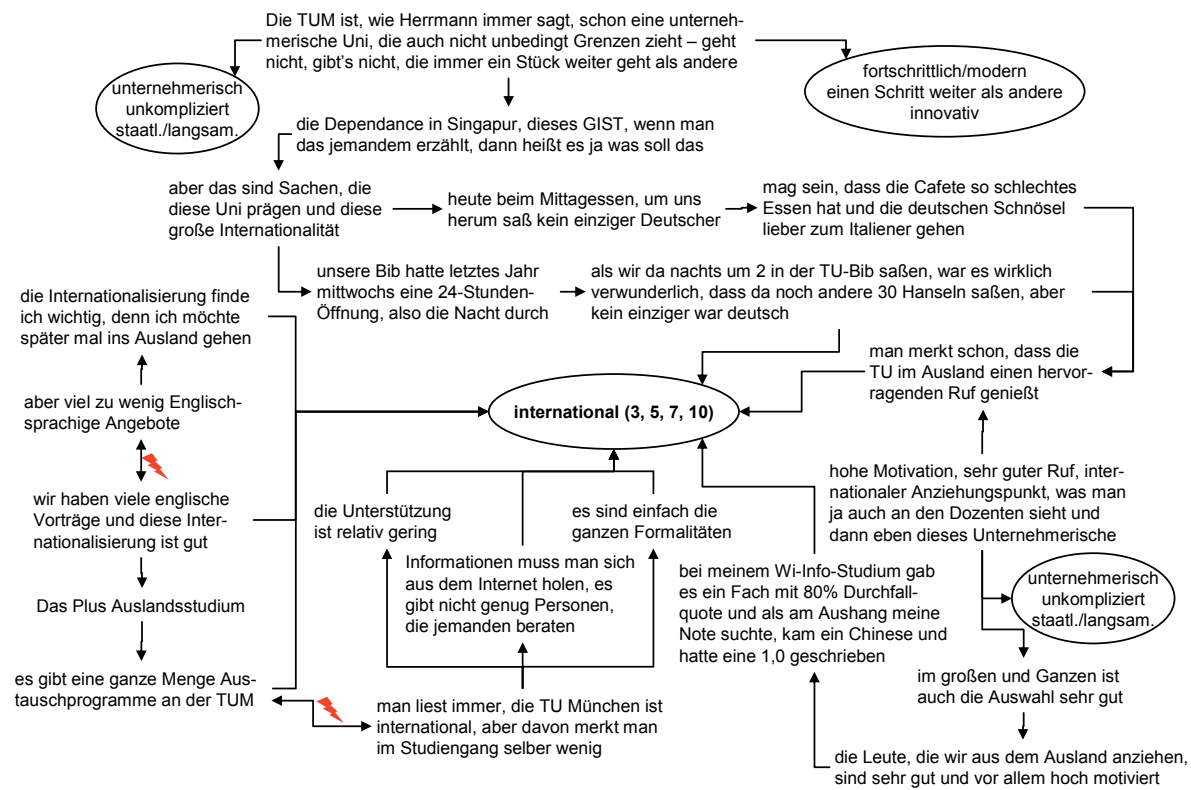 Die TUM ist, wie Herrmann immer sagt, schon eine unterneh-
merische Uni, die auch nicht unbedingt Grenzen zieht – geht
nicht, gibt's nicht, die immer ein Stück weiter geht als andere
unternehmerisch
unkompliziert
staatl./langsam.
fortschrittlich/modern
einen Schritt weiter als andere
innovativ
die Dependance in Singapur, dieses GIST, wenn man
das jemandem erzählt, dann heißt es ja was soll das
aber das sind Sachen, die
diese Uni prägen und diese
große Internationalität
heute beim Mittagessen, um uns
herum saß kein einziger Deutscher
mag sein, dass die Cafete so schlechtes
Essen hat und die deutschen Schnösel
lieber zum Italiener gehen
unsere Bib hatte letztes Jahr
mittwochs eine 24-Stunden-
Öffnung, also die Nacht durch
als wir da nachts um 2 in der TU-Bib saßen, war es wirklich
verwunderlich, dass da noch andere 30 Hanseln saßen, aber
kein einziger war deutsch
die Internationalisierung finde
ich wichtig, denn ich möchte
später mal ins Ausland gehen
man merkt schon, dass die
TU im Ausland einen hervor-
ragenden Ruf genießt
aber viel zu wenig Englisch-
sprachige Angebote
international (3, 5, 7, 10)
wir haben viele englische
Vorträge und diese Inter-
nationalisierung ist gut
die Unterstützung
ist relativ gering
es sind einfach die
ganzen Formalitäten
hohe Motivation, sehr guter Ruf, inter-
nationaler Anziehungspunkt, was man
ja auch an den Dozenten sieht und
dann eben dieses Unternehmerische
Informationen muss man sich
aus dem Internet holen, es
gibt nicht genug Personen,
die jemanden beraten
bei meinem Wi-Info-Studium gab
es ein Fach mit 80% Durchfall-
quote und als am Aushang meine
Note suchte, kam ein Chinese und
hatte eine 1,0 geschrieben
unternehmerisch
unkompliziert
staatl./langsam.
Das Plus Auslandsstudium
es gibt eine ganze Menge Aus-
tauschprogramme an der TUM
man liest immer, die TU München ist
international, aber davon merkt man
im Studiengang selber wenig
im großen und Ganzen ist
auch die Auswahl sehr gut
die Leute, die wir aus dem Ausland anziehen,
sind sehr gut und vor allem hoch motiviert